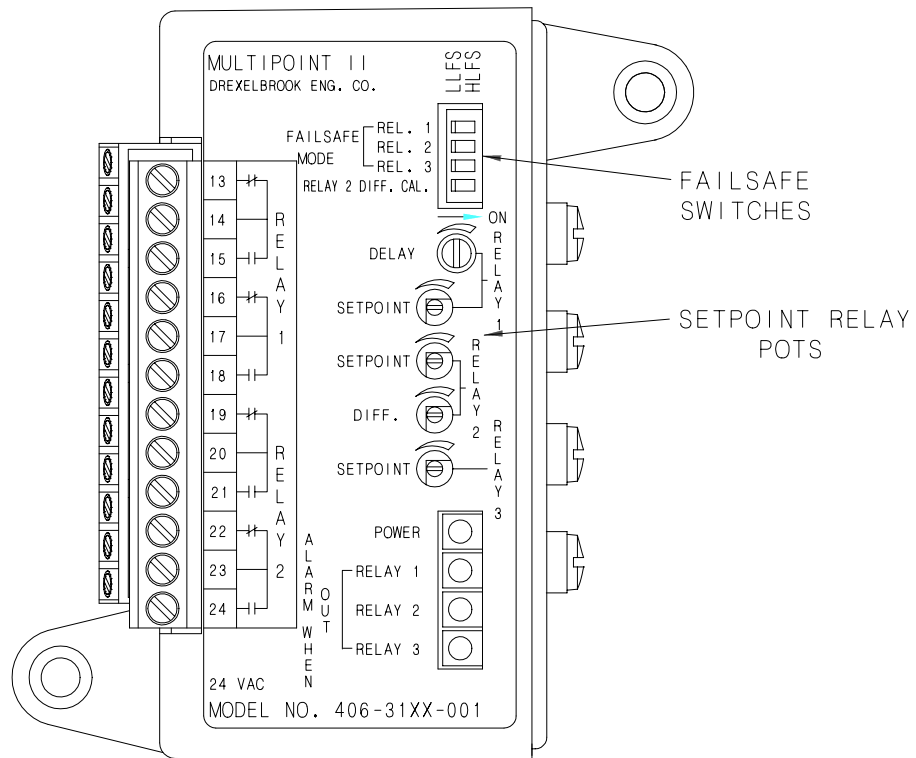 MULTIPOINT II
DREXELBROOK ENG. CO.
LLFS
HLFS
FAILSAFE
MODE
REL. 1
REL. 2
REL. 3
RELAY 2 DIFF. CAL.
ON
FAILSAFE
SWITCHES
13
14
15
16
17
18
19
20
21
22
23
24
RELAY 1
RELAY 2
DELAY
SETPOINT
RELAY 1
SETPOINT
DIFF.
RELAY 2
SETPOINT
RELAY 3
SETPOINT RELAY
POTS
POWER
RELAY 1
RELAY 2
RELAY 3
ALARM WHEN
OUT
24 VAC
MODEL NO. 406-31XX-001